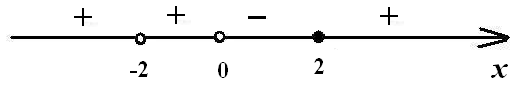 + + − +
-2 0 2 x